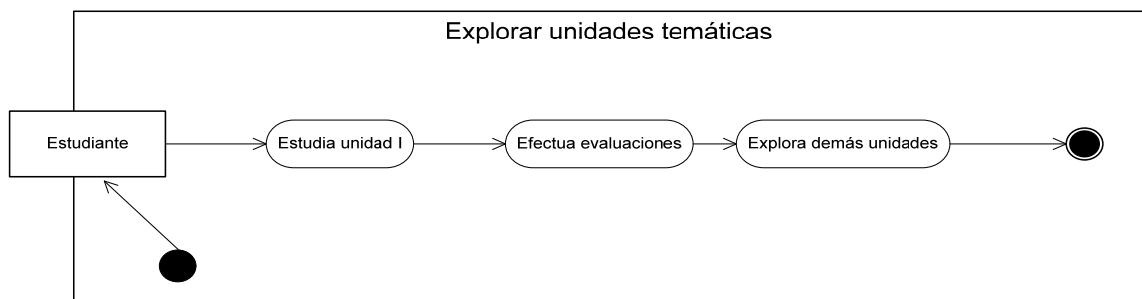 Explorar unidades temáticas
Estudiante
Estudia unidad I
Efectua evaluaciones
Explora demás unidades